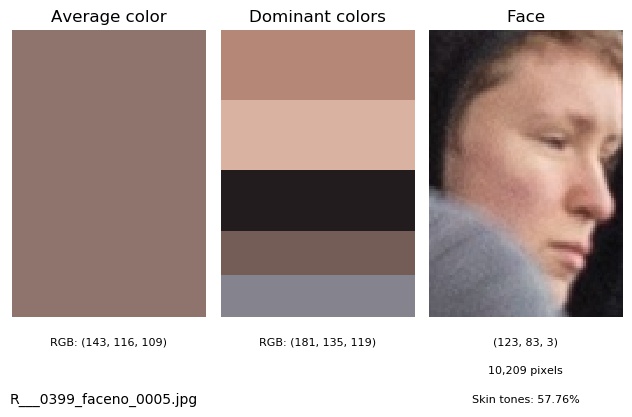 Average color
Dominant colors
Face
RGB: (143, 116, 109)
RGB: (181, 135, 119)
(123, 83, 3)
10,209 pixels
R___0399_faceno_0005.jpg
Skin tones: 57.76%